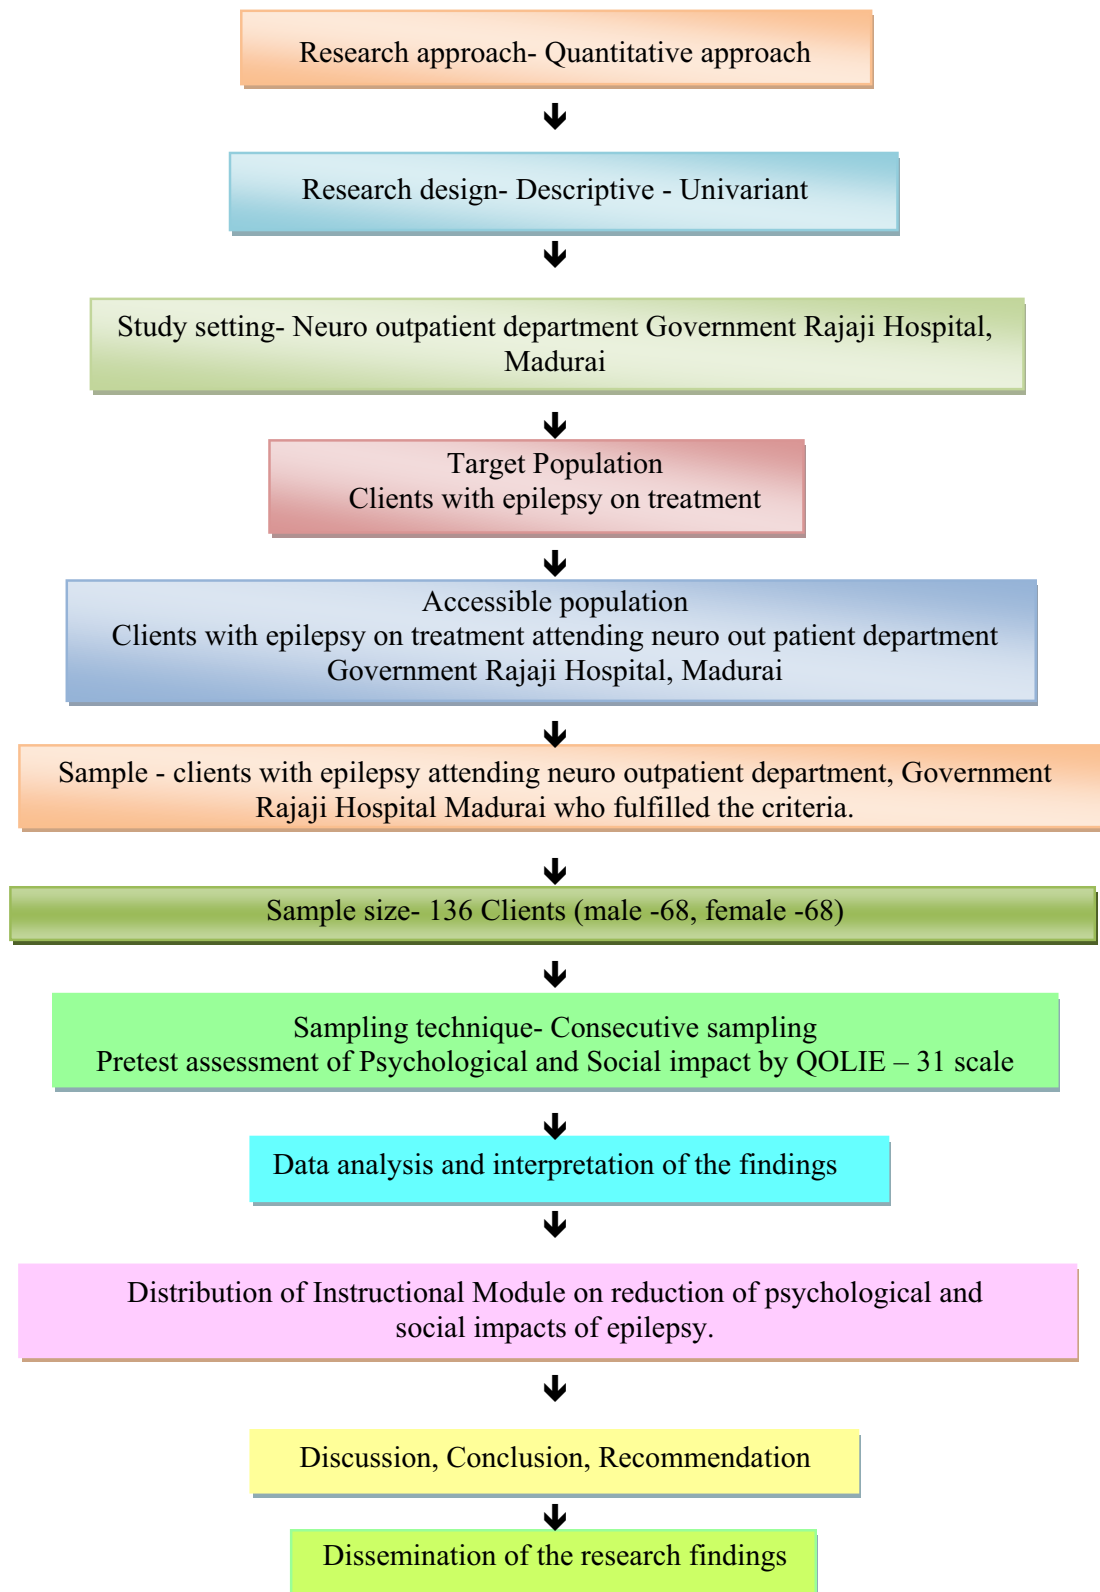 Research approach- Quantitative approach
Research design- Descriptive - Univariant
Study setting- Neuro outpatient department Government Rajaji Hospital,
Madurai
Target Population
Clients with epilepsy on treatment
Accessible population
Clients with epilepsy on treatment attending neuro out patient department
Government Rajaji Hospital, Madurai
Sample - clients with epilepsy attending neuro outpatient department, Government
Rajaji Hospital Madurai who fulfilled the criteria.
Sample size- 136 Clients (male -68, female -68)
Sampling technique- Consecutive sampling
Pretest assessment of Psychological and Social impact by QOLIE – 31 scale
Data analysis and interpretation of the findings
Distribution of Instructional Module on reduction of psychological and
social impacts of epilepsy.
Discussion, Conclusion, Recommendation
Dissemination of the research findings